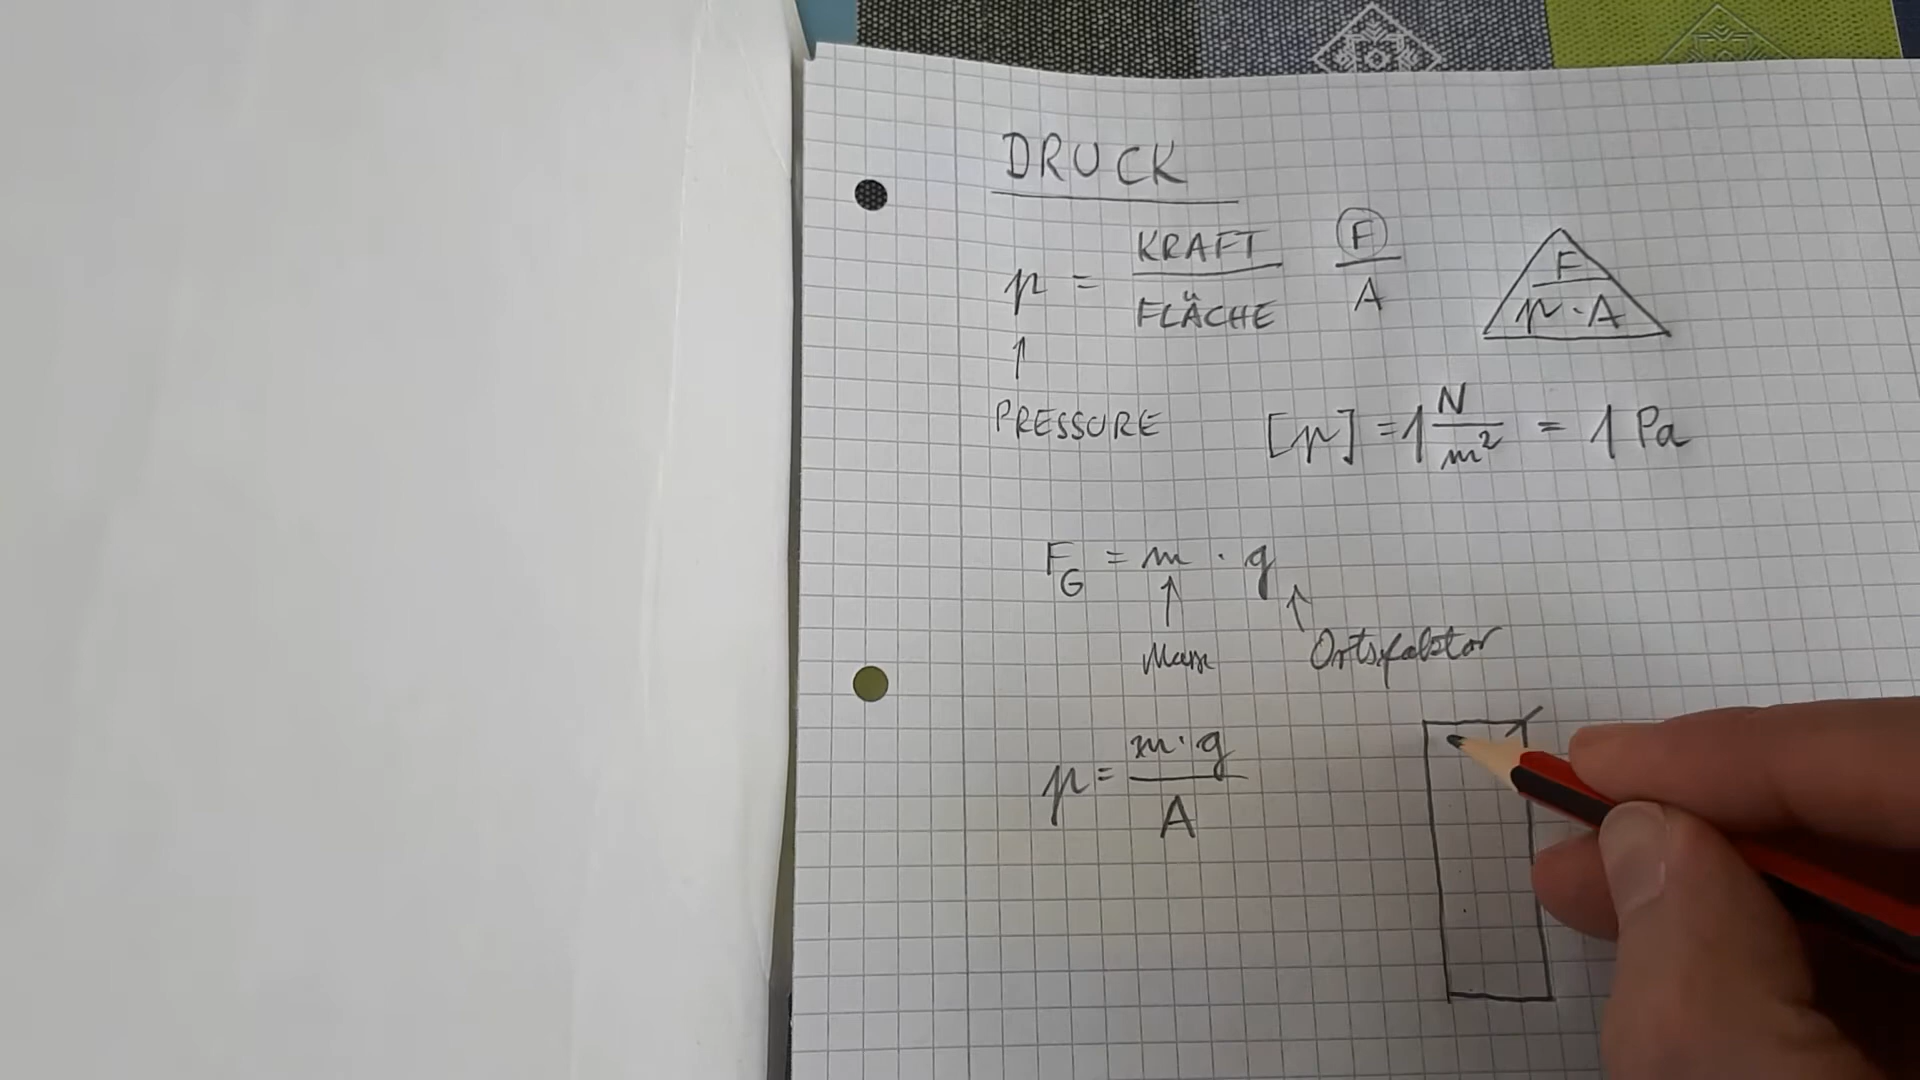 DRUCK
p = KRAFT / FLÄCHE F / A
F / p · A
↑
PRESSURE [p] = 1 N / m² = 1 Pa
F_G = m · g
↑ ↑
Masse Ortsfaktor
p = m · g / A